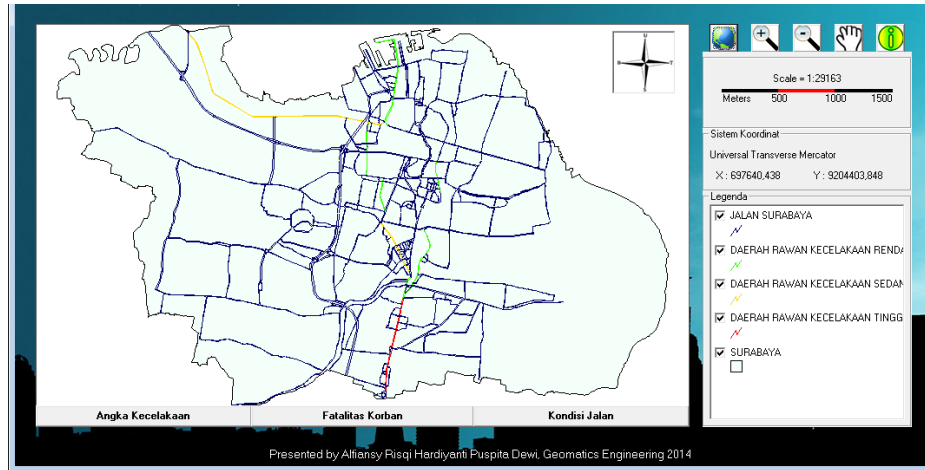 Scale = 1:29163
Meters 500 1000 1500
Sistem Koordinat
Universal Transverse Mercator
X : 697640,438 Y : 9204403,848
Legenda
JALAN SURABAYA
DAERAH RAWAN KECELAKAAN RENDA
DAERAH RAWAN KECELAKAAN SEDAN
DAERAH RAWAN KECELAKAAN TINGG
SURABAYA
Angka Kecelakaan Fatalitas Korban Kondisi Jalan
Presented by Altiansy Risqi Hardiyanti Puspita Dewi, Geomatics Engineering 2014